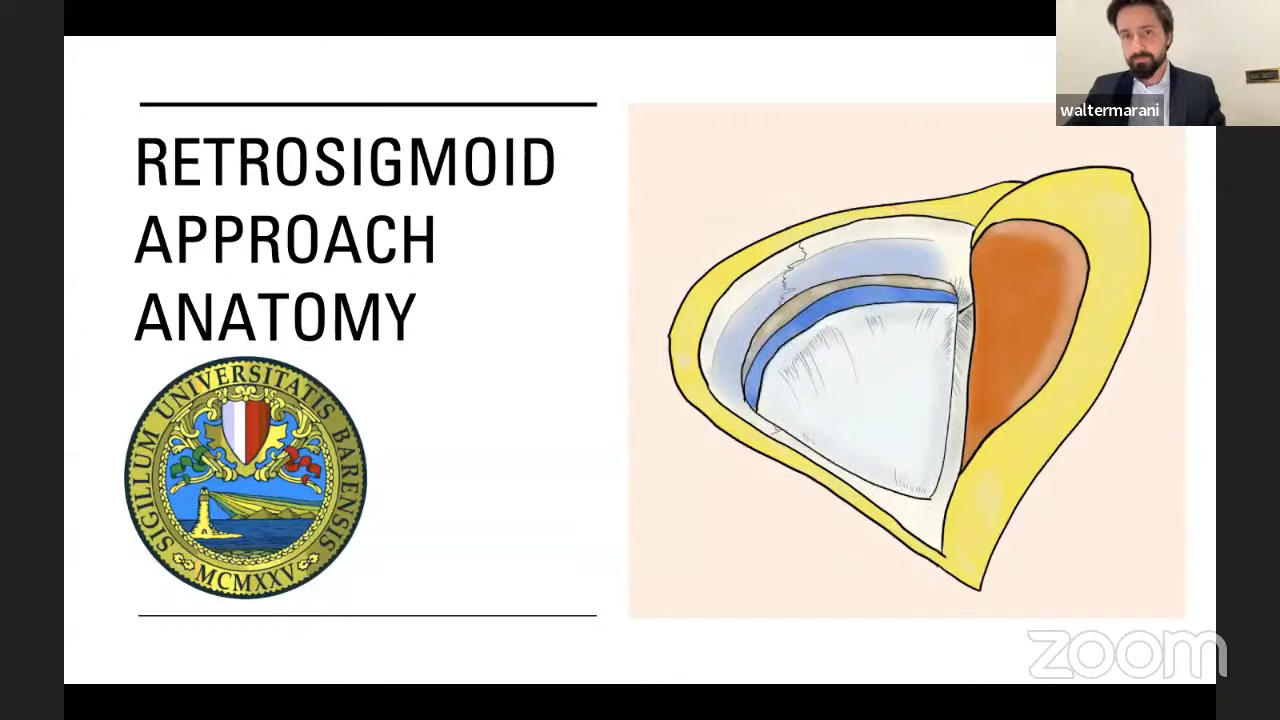 waltermarani
RETROSIGMOID
APPROACH
ANATOMY
SIGILLUM UNIVERSITATIS BARENSIS
MCMXXV
zoom